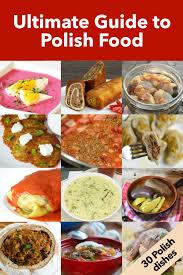 Ultimate Guide to
Polish Food
30 Polish
dishes